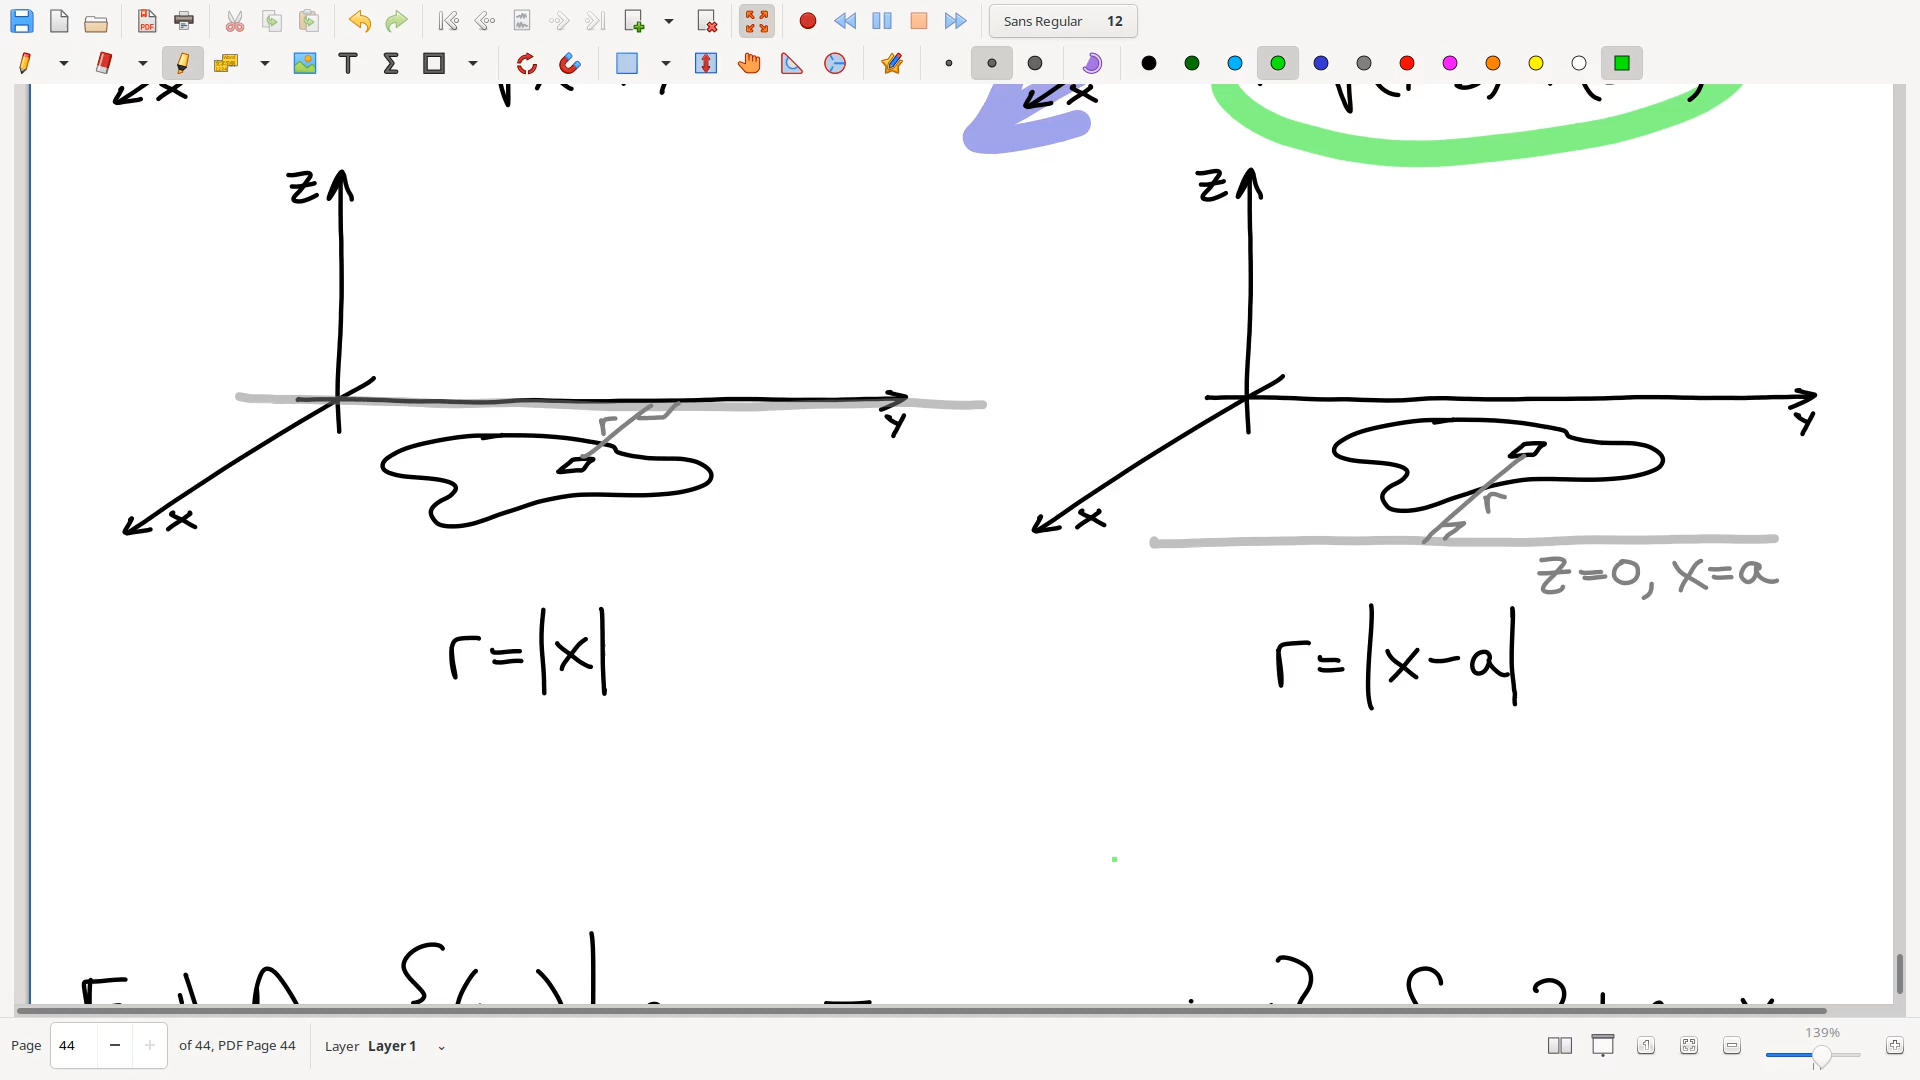 Sans Regular 12
x
x
z
z
r
y
y
x
r
x
z=0, x=a
r=|x|
r=|x-a|
Page 44 of 44, PDF Page 44 Layer Layer 1 139%